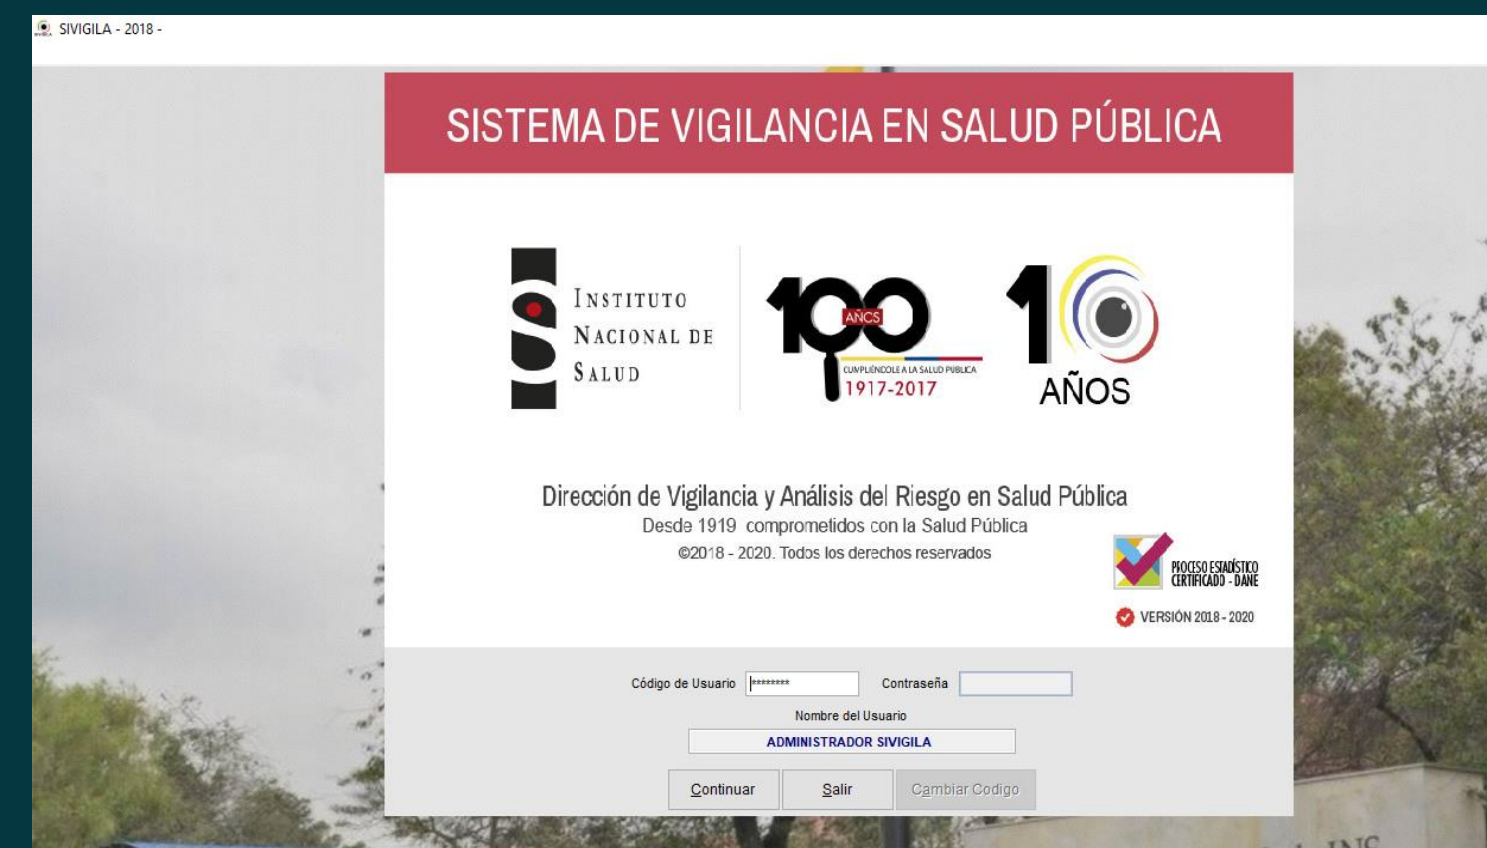 SIVIGILA - 2018 -
SISTEMA DE VIGILANCIA EN SALUD PÚBLICA
INSTITUTO
NACIONAL DE
SALUD
100
AÑOS
CUMPLIÉNDOLE A LA SALUD PÚBLICA
1917-2017
10
AÑOS
Dirección de Vigilancia y Análisis del Riesgo en Salud Pública
Desde 1919 comprometidos con la Salud Pública
©2018 - 2020. Todos los derechos reservados
PROCESO ESTADÍSTICO
CERTIFICADO - DANE
VERSIÓN 2018 - 2020
Código de Usuario ******** Contraseña
Nombre del Usuario
ADMINISTRADOR SIVIGILA
Continuar Salir Cambiar Codigo
INS